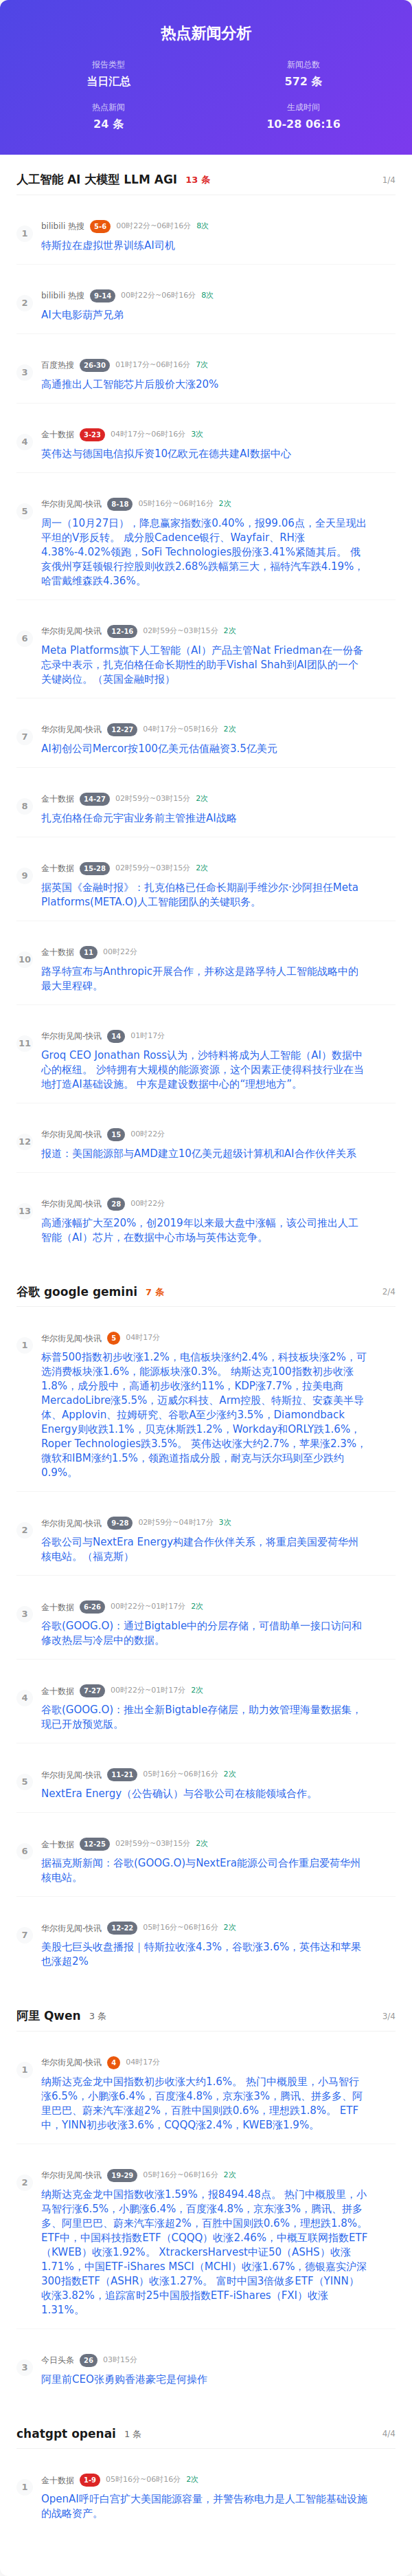 热点新闻分析
报告类型
当日汇总
新闻总数
572 条
热点新闻
24 条
生成时间
10-28 06:16
人工智能 AI 大模型 LLM AGI 13 条 1/4
1
bilibili 热搜 5-6 00时22分~06时16分 8次
特斯拉在虚拟世界训练AI司机
2
bilibili 热搜 9-14 00时22分~06时16分 8次
AI大电影葫芦兄弟
3
百度热搜 26-30 01时17分~06时16分 7次
高通推出人工智能芯片后股价大涨20%
4
金十数据 3-23 04时17分~06时16分 3次
英伟达与德国电信拟斥资10亿欧元在德共建AI数据中心
5
华尔街见闻-快讯 8-18 05时16分~06时16分 2次
周一（10月27日），降息赢家指数涨0.40%，报99.06点，全天呈现出
平坦的V形反转。 成分股Cadence银行、Wayfair、RH涨
4.38%-4.02%领跑，SoFi Technologies股份涨3.41%紧随其后。 俄
亥俄州亨廷顿银行控股则收跌2.68%跌幅第三大，福特汽车跌4.19%，
哈雷戴维森跌4.36%。
6
华尔街见闻-快讯 12-16 02时59分~03时15分 2次
Meta Platforms旗下人工智能（AI）产品主管Nat Friedman在一份备
忘录中表示，扎克伯格任命长期性的助手Vishal Shah到AI团队的一个
关键岗位。（英国金融时报）
7
华尔街见闻-快讯 12-27 04时17分~05时16分 2次
AI初创公司Mercor按100亿美元估值融资3.5亿美元
8
金十数据 14-27 02时59分~03时15分 2次
扎克伯格任命元宇宙业务前主管推进AI战略
9
金十数据 15-28 02时59分~03时15分 2次
据英国《金融时报》：扎克伯格已任命长期副手维沙尔·沙阿担任Meta
Platforms(META.O)人工智能团队的关键职务。
10
金十数据 11 00时22分
路孚特宣布与Anthropic开展合作，并称这是路孚特人工智能战略中的
最大里程碑。
11
华尔街见闻-快讯 14 01时17分
Groq CEO Jonathan Ross认为，沙特料将成为人工智能（AI）数据中
心的枢纽。 沙特拥有大规模的能源资源，这个因素正使得科技行业在当
地打造AI基础设施。 中东是建设数据中心的“理想地方”。
12
华尔街见闻-快讯 15 00时22分
报道：美国能源部与AMD建立10亿美元超级计算机和AI合作伙伴关系
13
华尔街见闻-快讯 28 00时22分
高通涨幅扩大至20%，创2019年以来最大盘中涨幅，该公司推出人工
智能（AI）芯片，在数据中心市场与英伟达竞争。
谷歌 google gemini 7 条 2/4
1
华尔街见闻-快讯 5 04时17分
标普500指数初步收涨1.2%，电信板块涨约2.4%，科技板块涨2%，可
选消费板块涨1.6%，能源板块涨0.3%。 纳斯达克100指数初步收涨
1.8%，成分股中，高通初步收涨约11%，KDP涨7.7%，拉美电商
MercadoLibre涨5.5%，迈威尔科技、Arm控股、特斯拉、安森美半导
体、Applovin、拉姆研究、谷歌A至少涨约3.5%，Diamondback
Energy则收跌1.1%，贝克休斯跌1.2%，Workday和ORLY跌1.6%，
Roper Technologies跌3.5%。 英伟达收涨大约2.7%，苹果涨2.3%，
微软和IBM涨约1.5%，领跑道指成分股，耐克与沃尔玛则至少跌约
0.9%。
2
华尔街见闻-快讯 9-28 02时59分~04时17分 3次
谷歌公司与NextEra Energy构建合作伙伴关系，将重启美国爱荷华州
核电站。（福克斯）
3
金十数据 6-26 00时22分~01时17分 2次
谷歌(GOOG.O)：通过Bigtable中的分层存储，可借助单一接口访问和
修改热层与冷层中的数据。
4
金十数据 7-27 00时22分~01时17分 2次
谷歌(GOOG.O)：推出全新Bigtable存储层，助力效管理海量数据集，
现已开放预览版。
5
华尔街见闻-快讯 11-21 05时16分~06时16分 2次
NextEra Energy（公告确认）与谷歌公司在核能领域合作。
6
金十数据 12-25 02时59分~03时15分 2次
据福克斯新闻：谷歌(GOOG.O)与NextEra能源公司合作重启爱荷华州
核电站。
7
华尔街见闻-快讯 12-22 05时16分~06时16分 2次
美股七巨头收盘播报｜特斯拉收涨4.3%，谷歌涨3.6%，英伟达和苹果
也涨超2%
阿里 Qwen 3 条 3/4
1
华尔街见闻-快讯 4 04时17分
纳斯达克金龙中国指数初步收涨大约1.6%。 热门中概股里，小马智行
涨6.5%，小鹏涨6.4%，百度涨4.8%，京东涨3%，腾讯、拼多多、阿
里巴巴、蔚来汽车涨超2%，百胜中国则跌0.6%，理想跌1.8%。 ETF
中，YINN初步收涨3.6%，CQQQ涨2.4%，KWEB涨1.9%。
2
华尔街见闻-快讯 19-29 05时16分~06时16分 2次
纳斯达克金龙中国指数收涨1.59%，报8494.48点。 热门中概股里，小
马智行涨6.5%，小鹏涨6.4%，百度涨4.8%，京东涨3%，腾讯、拼多
多、阿里巴巴、蔚来汽车涨超2%，百胜中国则跌0.6%，理想跌1.8%。
ETF中，中国科技指数ETF（CQQQ）收涨2.46%，中概互联网指数ETF
（KWEB）收涨1.92%。 XtrackersHarvest中证50（ASHS）收涨
1.71%，中国ETF-iShares MSCI（MCHI）收涨1.67%，德银嘉实沪深
300指数ETF（ASHR）收涨1.27%。 富时中国3倍做多ETF（YINN）
收涨3.82%，追踪富时25中国股指数ETF-iShares（FXI）收涨
1.31%。
3
今日头条 26 03时15分
阿里前CEO张勇购香港豪宅是何操作
chatgpt openai 1 条 4/4
1
金十数据 1-9 05时16分~06时16分 2次
OpenAI呼吁白宫扩大美国能源容量，并警告称电力是人工智能基础设施
的战略资产。